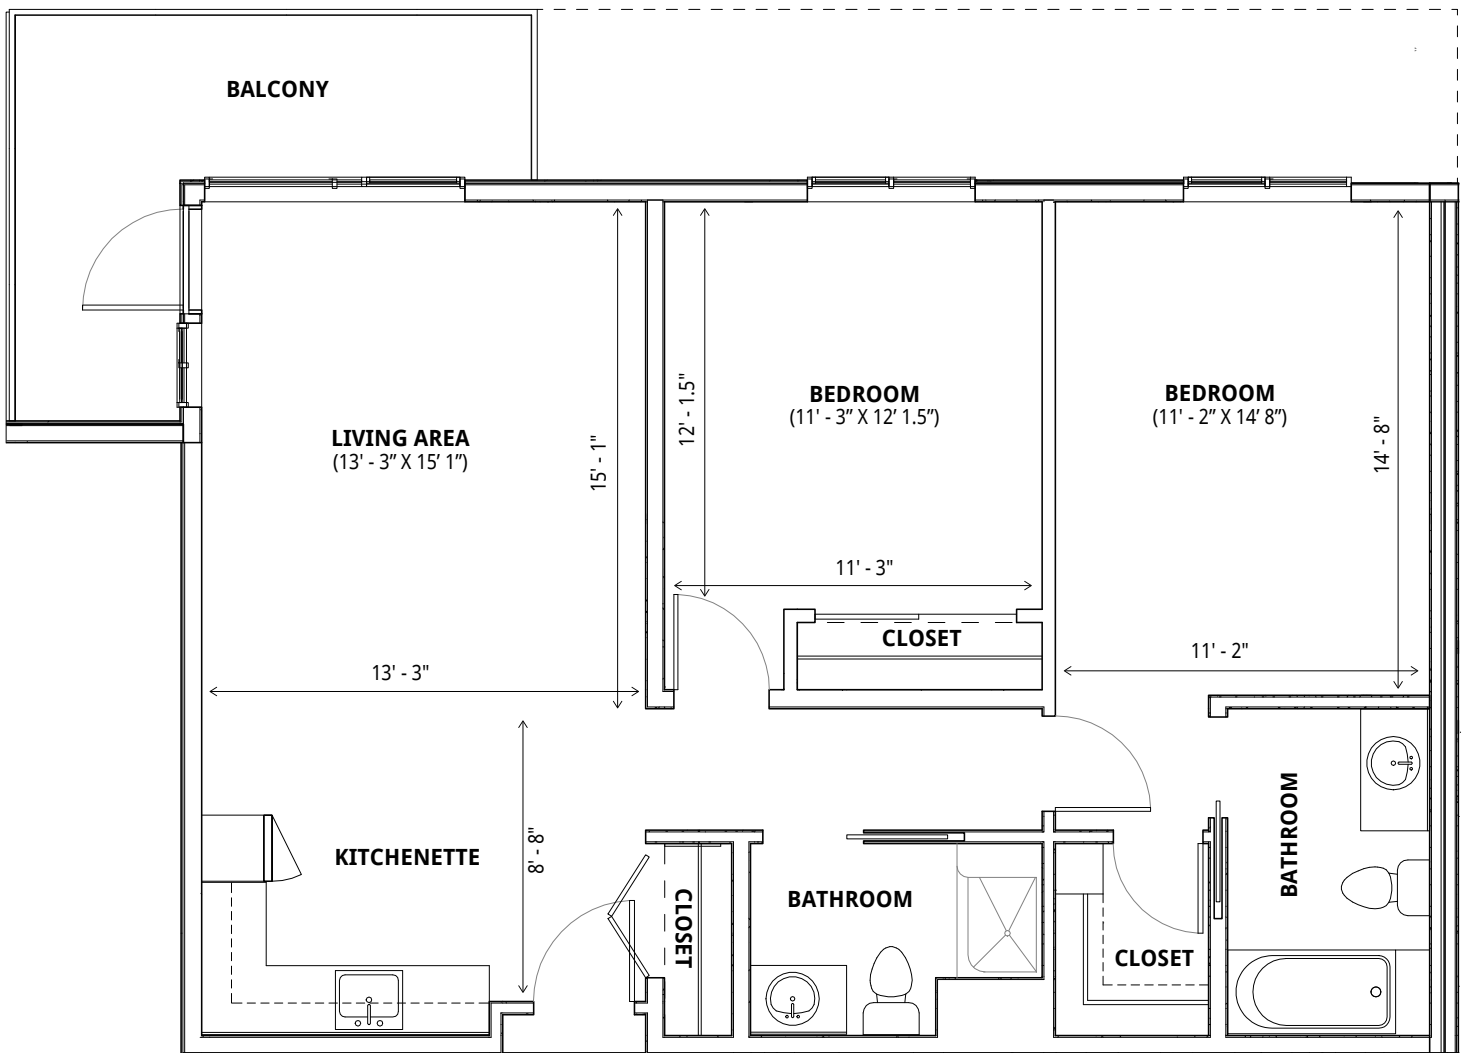 BALCONY
LIVING AREA
(13' - 3” X 15’ 1”)
15' - 1"
13' - 3"
12' - 1.5"
BEDROOM
(11' - 3” X 12’ 1.5”)
11' - 3"
CLOSET
BEDROOM
(11' - 2” X 14’ 8”)
14' - 8"
11' - 2"
KITCHENETTE
8' - 8"
CLOSET
BATHROOM
CLOSET
BATHROOM